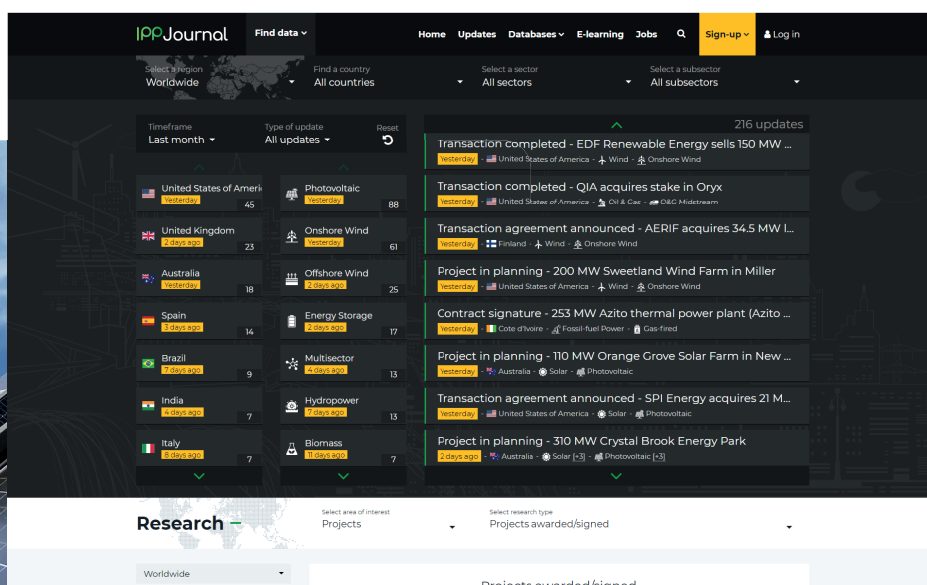 IPPJournal
Find data
Home Updates Databases E-learning Jobs Sign-up Log in
Select a region
Worldwide
Find a country
All countries
Select a sector
All sectors
Select a subsector
All subsectors
Timeframe
Last month
Type of update
All updates
Reset
216 updates
United States of Ameri
Yesterday
45
United Kingdom
2 days ago
23
Australia
Yesterday
18
Spain
3 days ago
14
Brazil
7 days ago
9
India
4 days ago
7
Italy
8 days ago
7
Photovoltaic
Yesterday
88
Onshore Wind
Yesterday
61
Offshore Wind
2 days ago
25
Energy Storage
2 days ago
17
Multisector
4 days ago
13
Hydropower
7 days ago
13
Biomass
11 days ago
7
Transaction completed - EDF Renewable Energy sells 150 MW ...
Yesterday - United States of America - Wind - Onshore Wind
Transaction completed - QIA acquires stake in Oryx
Yesterday - United States of America - Oil & Gas - O&G Midstream
Transaction agreement announced - AERIF acquires 34.5 MW I...
Yesterday - Finland - Wind - Onshore Wind
Project in planning - 200 MW Sweetland Wind Farm in Miller
Yesterday - United States of America - Wind - Onshore Wind
Contract signature - 253 MW Azito thermal power plant (Azito ...
Yesterday - Cote d'Ivoire - Fossil-fuel Power - Gas-fired
Project in planning - 110 MW Orange Grove Solar Farm in New ...
Yesterday - Australia - Solar - Photovoltaic
Transaction agreement announced - SPI Energy acquires 21 M...
Yesterday - United States of America - Solar - Photovoltaic
Project in planning - 310 MW Crystal Brook Energy Park
2 days ago - Australia - Solar [+3] - Photovoltaic [+3]
Research
Select area of interest
Projects
Select research type
Projects awarded/signed
Worldwide
Projects awarded/signed